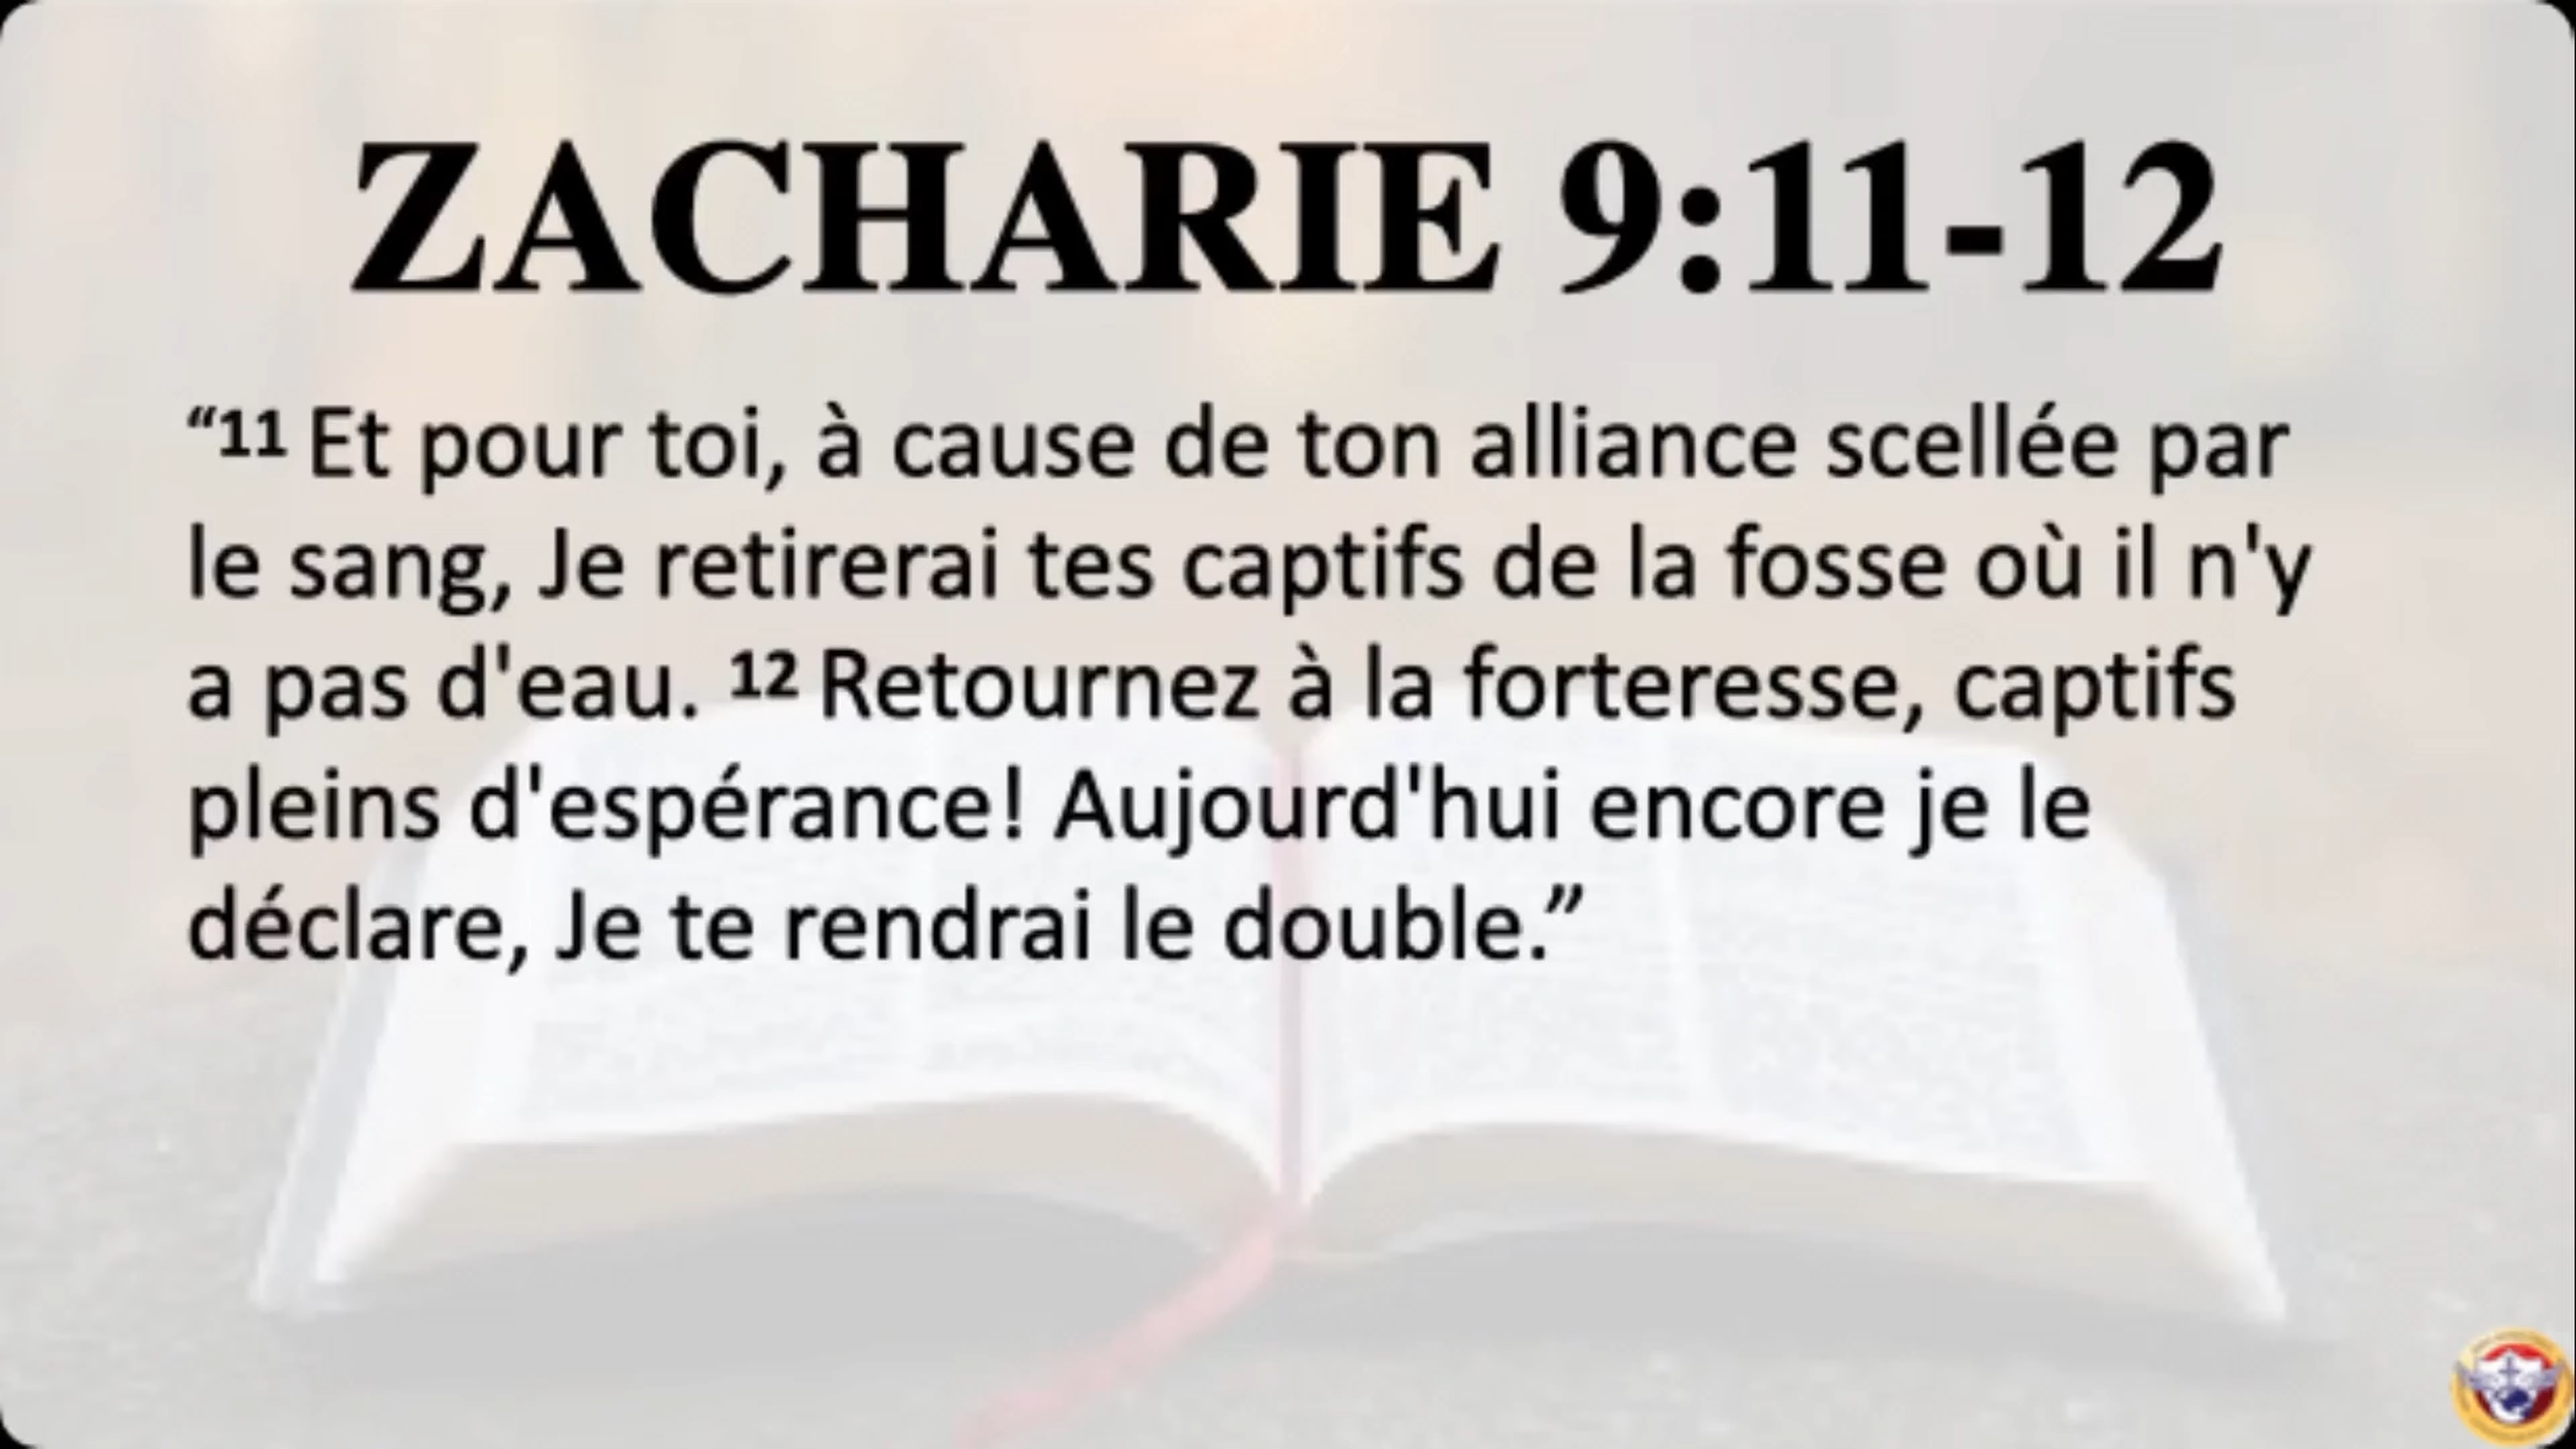 ZACHARIE 9:11-12
“11 Et pour toi, à cause de ton alliance scellée par
le sang, Je retirerai tes captifs de la fosse où il n'y
a pas d'eau. 12 Retournez à la forteresse, captifs
pleins d'espérance! Aujourd'hui encore je le
déclare, Je te rendrai le double.”